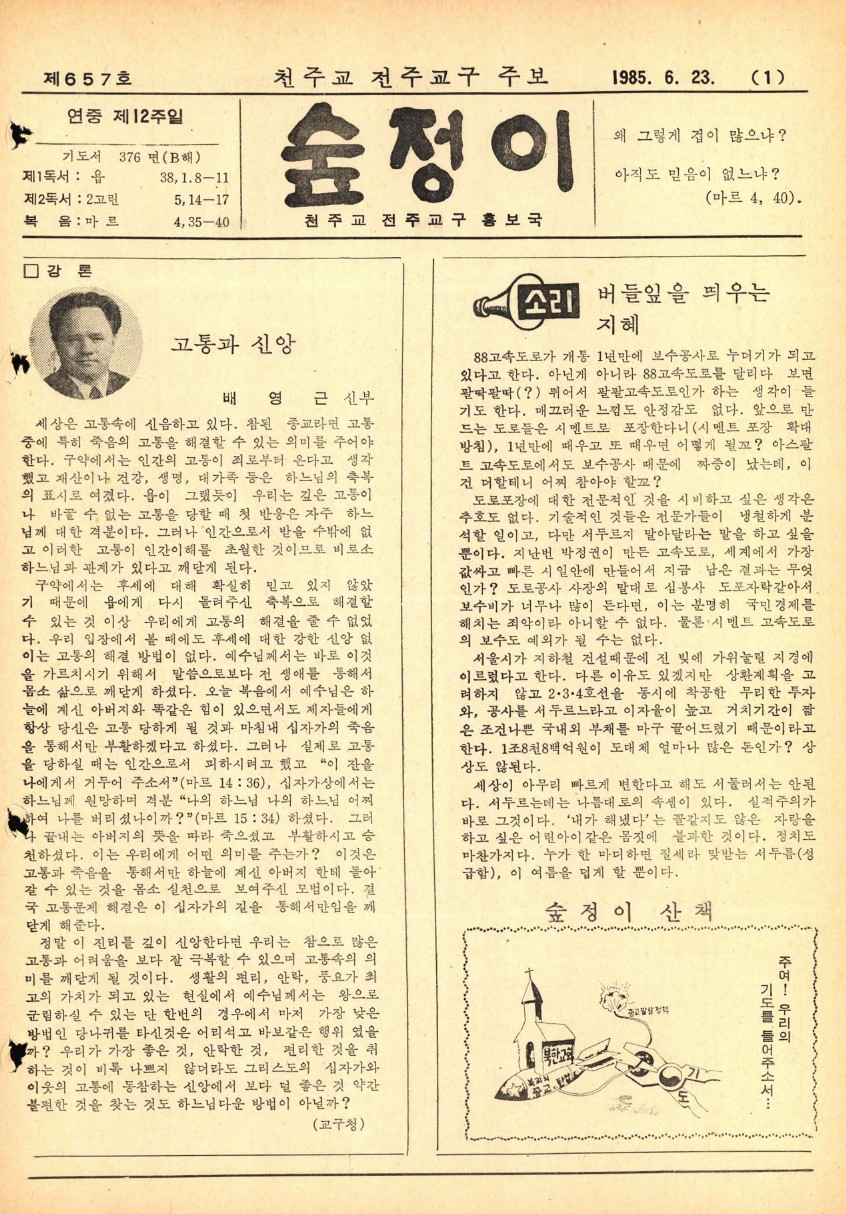 제657호
천주교 전주교구 주보
1985. 6. 23.
(1)
연중 제12주일
기도서 376 면(B해)
제1독서 : 욥 38,1.8—11
제2독서 : 2고린 5,14—17
복 음 : 마 르 4,35—40
숲정이
천주교 전주교구 홍보국
왜 그렇게 겁이 많으냐?
아직도 믿음이 없느냐?
(마르 4, 40).
□ 강 론
고통과 신앙
배 영 근 신부
세상은 고통속에 신음하고 있다. 참된 종교라면 고통
중에 특히 죽음의 고통을 해결할 수 있는 의미를 주어야
한다. 구약에서는 인간의 고통이 죄로부터 온다고 생각
했고 재산이나 건강, 생명, 대가족 등은 하느님의 축복
의 표시로 여겼다. 욥이 그랬듯이 우리는 깊은 고통이
나 바꿀 수 없는 고통을 당할 때 첫 반응은 자주 하느
님께 대한 격분이다. 그러나 인간으로서 받을 수밖에 없
고 이러한 고통이 인간이해를 초월한 것이므로 비로소
하느님과 관계가 있다고 깨닫게 된다.
구약에서는 후세에 대해 확실히 믿고 있지 않았
기 때문에 욥에게 다시 돌려주신 축복으로 해결할
수 있는 것 이상 우리에게 고통의 해결을 줄 수 없었
다. 우리 입장에서 볼 때에도 후세에 대한 강한 신앙 없
이는 고통의 해결 방법이 없다. 예수님께서는 바로 이것
을 가르치시기 위해서 말씀으로보다 전 생애를 통해서
몸소 삶으로 깨닫게 하셨다. 오늘 복음에서 예수님은 하
늘에 계신 아버지와 똑같은 힘이 있으면서도 제자들에게
항상 당신은 고통 당하게 될 것과 마침내 십자가의 죽음
을 통해서만 부활하겠다고 하셨다. 그러나 실제로 고통
을 당하실 때는 인간으로서 피하시려고 했고 “이 잔을
나에게서 거두어 주소서”(마르 14 : 36), 십자가상에서는
하느님께 원망하며 격분 “나의 하느님 나의 하느님 어찌
하여 나를 버리셨나이까?”(마르 15 : 34) 하셨다. 그러
나 끝내는 아버지의 뜻을 따라 죽으셨고 부활하시고 승
천하셨다. 이는 우리에게 어떤 의미를 주는가? 이것은
고통과 죽음을 통해서만 하늘에 계신 아버지 한테 돌아
갈 수 있는 것을 몸소 실천으로 보여주신 모범이다. 결
국 고통문제 해결은 이 십자가의 길을 통해서만임을 깨
닫게 해준다.
정말 이 진리를 깊이 신앙한다면 우리는 참으로 많은
고통과 어려움을 보다 잘 극복할 수 있으며 고통속의 의
미를 깨닫게 될 것이다. 생활의 편리, 안락, 풍요가 최
고의 가치가 되고 있는 현실에서 예수님께서는 왕으로
군림하실 수 있는 단 한번의 경우에서 마저 가장 낮은
방법인 당나귀를 타신것은 어리석고 바보같은 행위 였을
까? 우리가 가장 좋은 것, 안락한 것, 편리한 것을 취
하는 것이 비록 나쁘지 않더라도 그리스도의 십자가와
이웃의 고통에 동참하는 신앙에서 보다 덜 좋은 것 약간
불편한 것을 찾는 것도 하느님다운 방법이 아닐까?
(교구청)
소리
버들잎을 띄우는
지혜
88고속도로가 개통 1년만에 보수공사로 누더기가 되고
있다고 한다. 아닌게 아니라 88고속도로를 달리다 보면
팔딱팔딱(?) 뛰어서 팔팔고속도로인가 하는 생각이 들
기도 한다. 매끄러운 느낌도 안정감도 없다. 앞으로 만
드는 도로들은 시멘트로 포장한다니(시멘트 포장 확대
방침), 1년만에 때우고 또 때우면 어떻게 될꼬? 아스팔
트 고속도로에서도 보수공사 때문에 짜증이 났는데, 이
건 더할테니 어찌 참아야 할꼬?
도로포장에 대한 전문적인 것을 시비하고 싶은 생각은
추호도 없다. 기술적인 것들은 전문가들이 냉철하게 분
석할 일이고, 다만 서두르지 말아달라는 말을 하고 싶을
뿐이다. 지난번 박정권이 만든 고속도로, 세계에서 가장
값싸고 빠른 시일안에 만들어서 지금 남은 결과는 무엇
인가? 도로공사 사장의 말대로 심봉사 도포자락같아서
보수비가 너무나 많이 든다면, 이는 분명히 국민경제를
해치는 죄악이라 아니할 수 없다. 물론 시멘트 고속도로
의 보수도 예외가 될 수는 없다.
서울시가 지하철 건설때문에 진 빚에 가위눌릴 지경에
이르렀다고 한다. 다른 이유도 있겠지만 상환계획을 고
려하지 않고 2·3·4호선을 동시에 착공한 무리한 투자
와, 공사를 서두르느라고 이자율이 높고 거치기간이 짧
은 조건나쁜 국내외 부채를 마구 끌어드렸기 때문이라고
한다. 1조8천8백억원이 도대체 얼마나 많은 돈인가? 상
상도 않된다.
세상이 아무리 빠르게 변한다고 해도 서둘러서는 안된
다. 서두르는데는 나름대로의 속셈이 있다. 실적주의가
바로 그것이다. ‘내가 해냈다’는 꼴같지도 않은 자랑을
하고 싶은 어린아이같은 몸짓에 불과한 것이다. 정치도
마찬가지다. 누가 한 마디하면 질세라 맞받는 서두름(성
급함), 이 여름을 덥게 할 뿐이다.
숲정이 산책
주여! 우리의
기도를 들어주소서…
종교말살정책
북한교회
북괴의
종교탄압
기
도